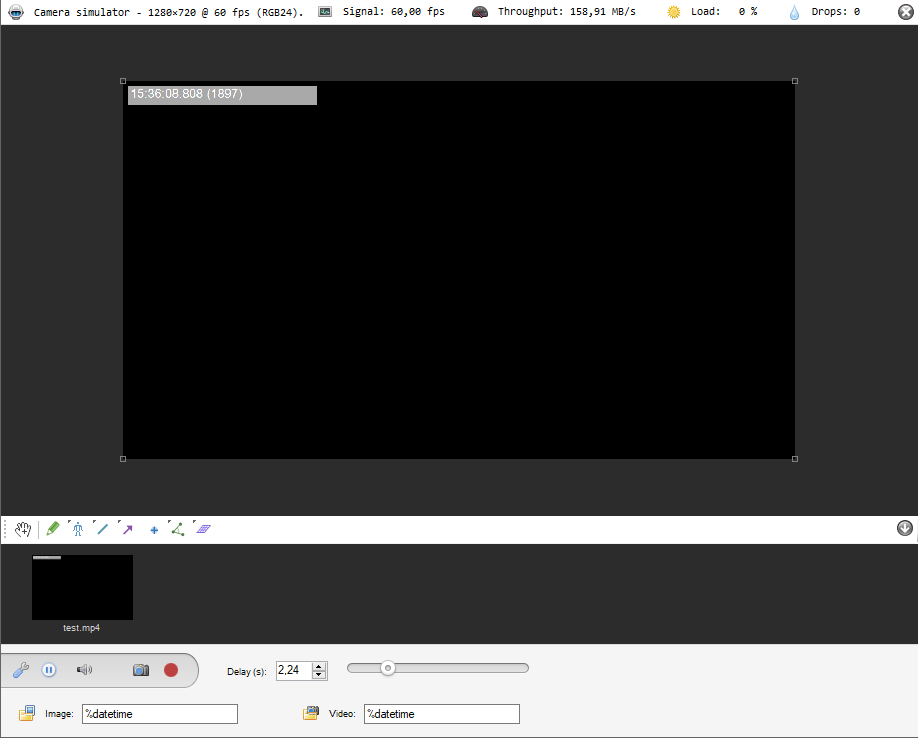 Camera simulator - 1280×720 @ 60 fps (RGB24). Signal: 60,00 fps Throughput: 158,91 MB/s Load: 0 % Drops: 0
15:36:08.808 (1897)
test.mp4
Delay (s): 2,24
Image: %datetime Video: %datetime